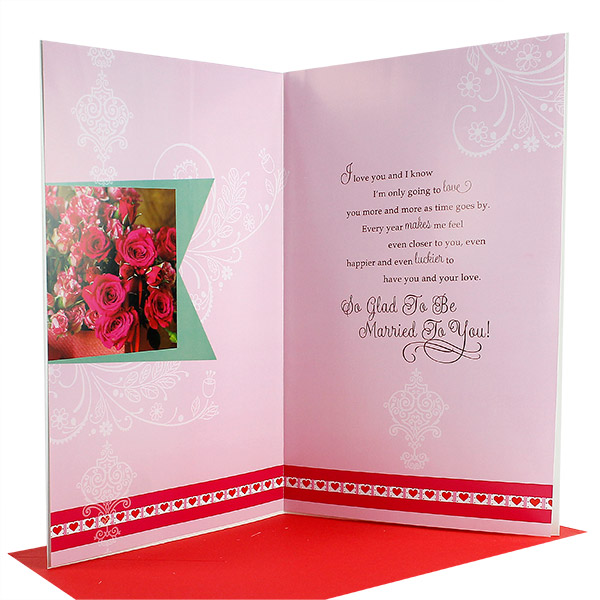 I love you and I know
I'm only going to love
you more and more as time goes by.
Every year makes me feel
even closer to you, even
happier and even luckier to
have you and your love.
So Glad To Be
Married To You!